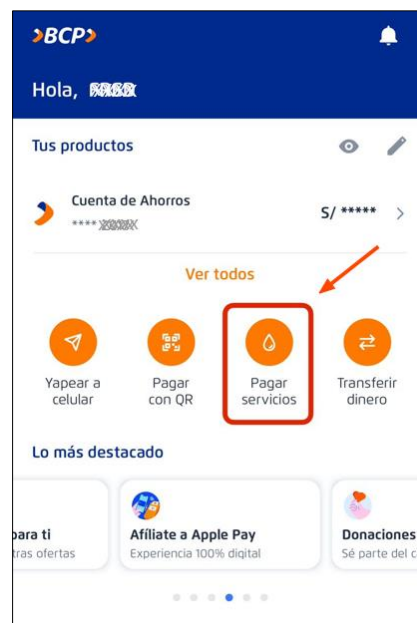 BCP
Hola,
Tus productos
Cuenta de Ahorros
S/ *****
****
Ver todos
Yapear a
celular
Pagar
con QR
Pagar
servicios
Transferir
dinero
Lo más destacado
para ti
tras ofertas
Afíliate a Apple Pay
Experiencia 100% digital
Donaciones
Sé parte del c